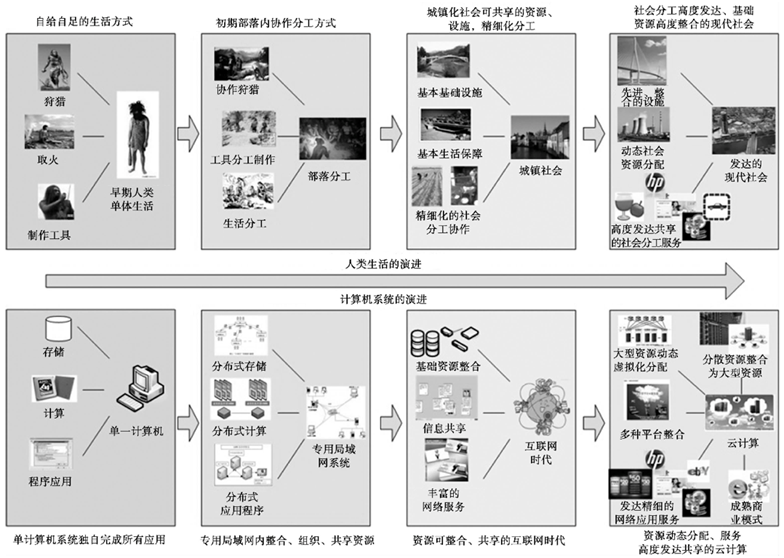 自给自足的生活方式
初期部落内协作分工方式
城镇化社会可共享的资源、
设施，精细化分工
社会分工高度发达、基础
资源高度整合的现代社会
狩猎
取火
制作工具
早期人类
单体生活
协作狩猎
工具分工制作
生活分工
部落分工
基本基础设施
基本生活保障
精细化的社会
分工协作
城镇社会
先进、整
合的设施
动态社会
资源分配
hp
高度发达共享
的社会分工服务
发达的
现代社会
人类生活的演进
计算机系统的演进
存储
计算
程序应用
单一计算机
分布式存储
分布式计算
分布式
应用程序
专用局域
网系统
基础资源整合
信息共享
丰富的
网络服务
互联网
时代
大型资源动态
虚拟化分配
分散资源整合
为大型资源
多种平台整合
云计算
hp
ebY
发达精细的
网络应用服务
成熟商
业模式
单计算机系统独自完成所有应用
专用局域网内整合、组织、共享资源
资源可整合、共享的互联网时代
资源动态分配、服务
高度发达共享的云计算